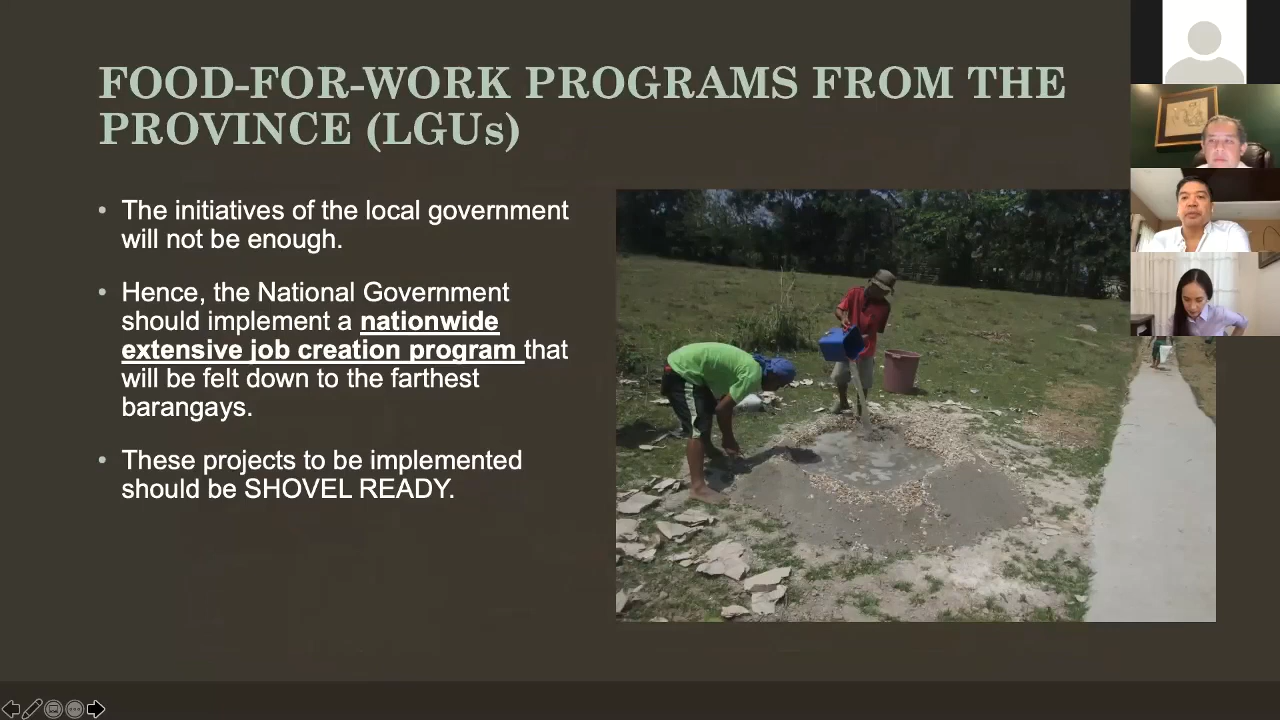 FOOD-FOR-WORK PROGRAMS FROM THE
PROVINCE (LGUs)
• The initiatives of the local government
will not be enough.
• Hence, the National Government
should implement a nationwide
extensive job creation program that
will be felt down to the farthest
barangays.
• These projects to be implemented
should be SHOVEL READY.